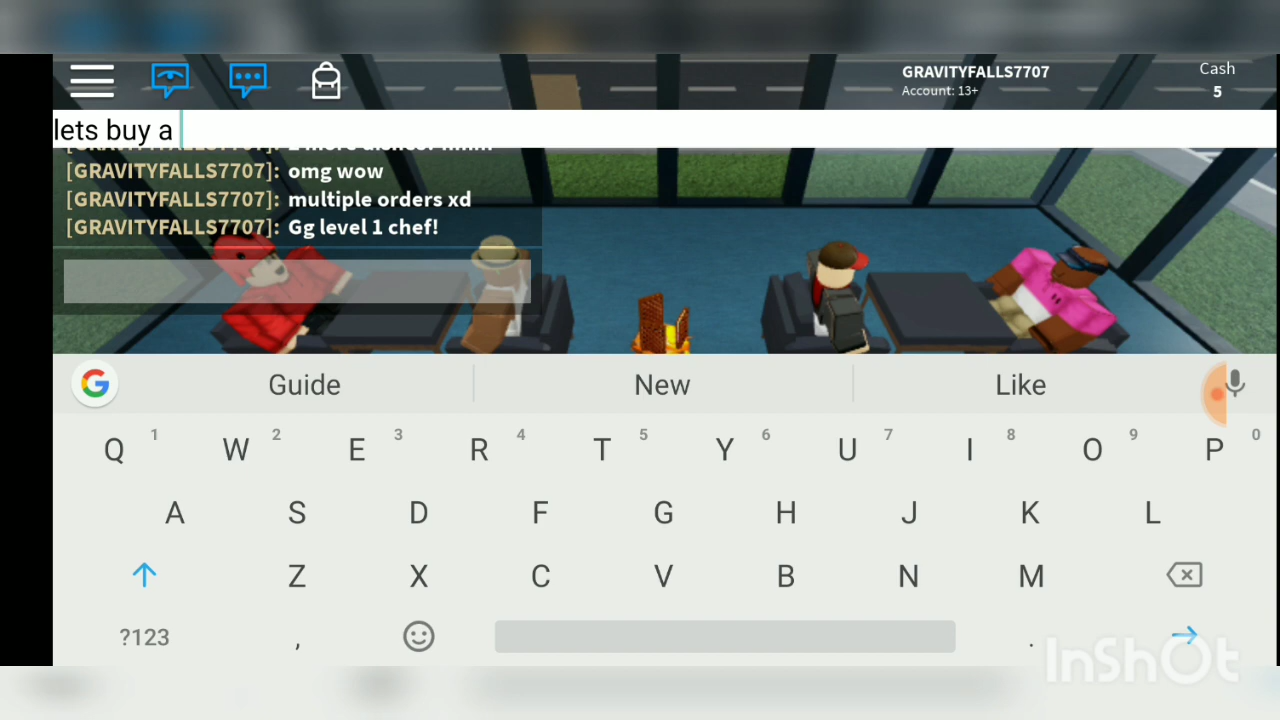 GRAVITYFALLS7707
Account: 13+
Cash
5
lets buy a
[GRAVITYFALLS7707]: omg wow
[GRAVITYFALLS7707]: multiple orders xd
[GRAVITYFALLS7707]: Gg level 1 chef!
Guide New Like
Q 1 W 2 E 3 R 4 T 5 Y 6 U 7 I 8 O 9 P 0
A S D F G H J K L
Z X C V B N M
?123 , .
InShOt